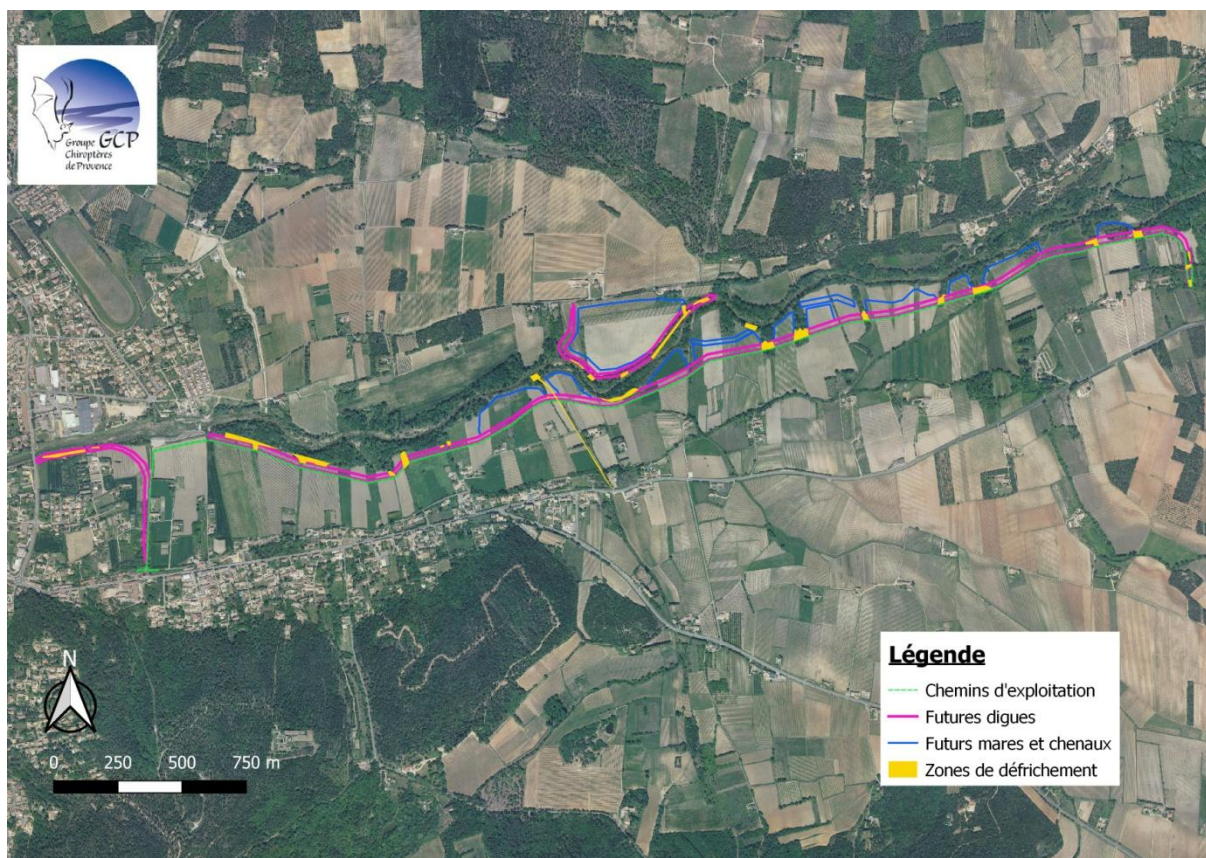 Groupe GCP
Chiroptères
de Provence
N
0 250 500 750 m
Légende
Chemins d'exploitation
Futures digues
Futurs mares et chenaux
Zones de défrichement